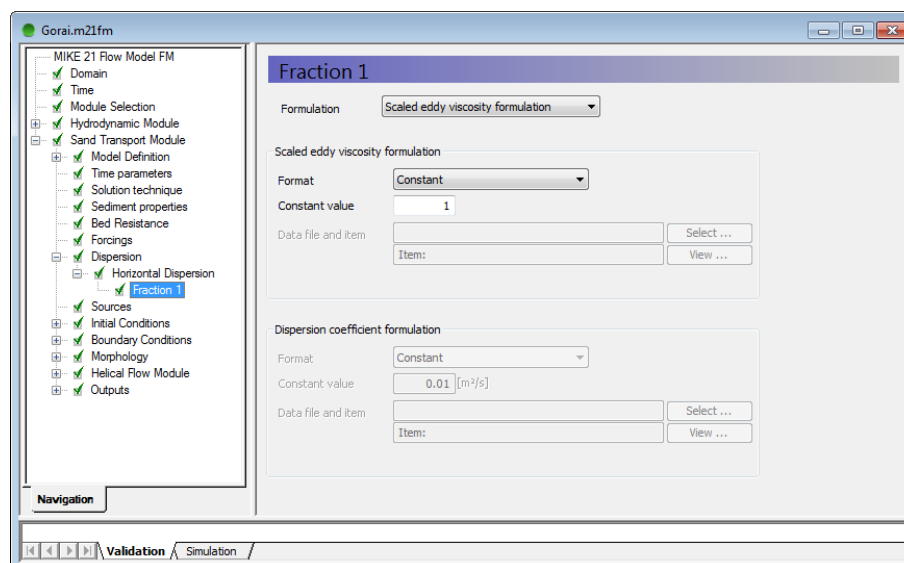 Gorai.m21fm
MIKE 21 Flow Model FM
Domain
Time
Module Selection
Hydrodynamic Module
Sand Transport Module
Model Definition
Time parameters
Solution technique
Sediment properties
Bed Resistance
Forcings
Dispersion
Horizontal Dispersion
Fraction 1
Sources
Initial Conditions
Boundary Conditions
Morphology
Helical Flow Module
Outputs
Navigation
Fraction 1
Formulation Scaled eddy viscosity formulation
Scaled eddy viscosity formulation
Format Constant
Constant value 1
Data file and item Select ...
Item: View ...
Dispersion coefficient formulation
Format Constant
Constant value 0.01 [m²/s]
Data file and item Select ...
Item: View ...
Validation Simulation